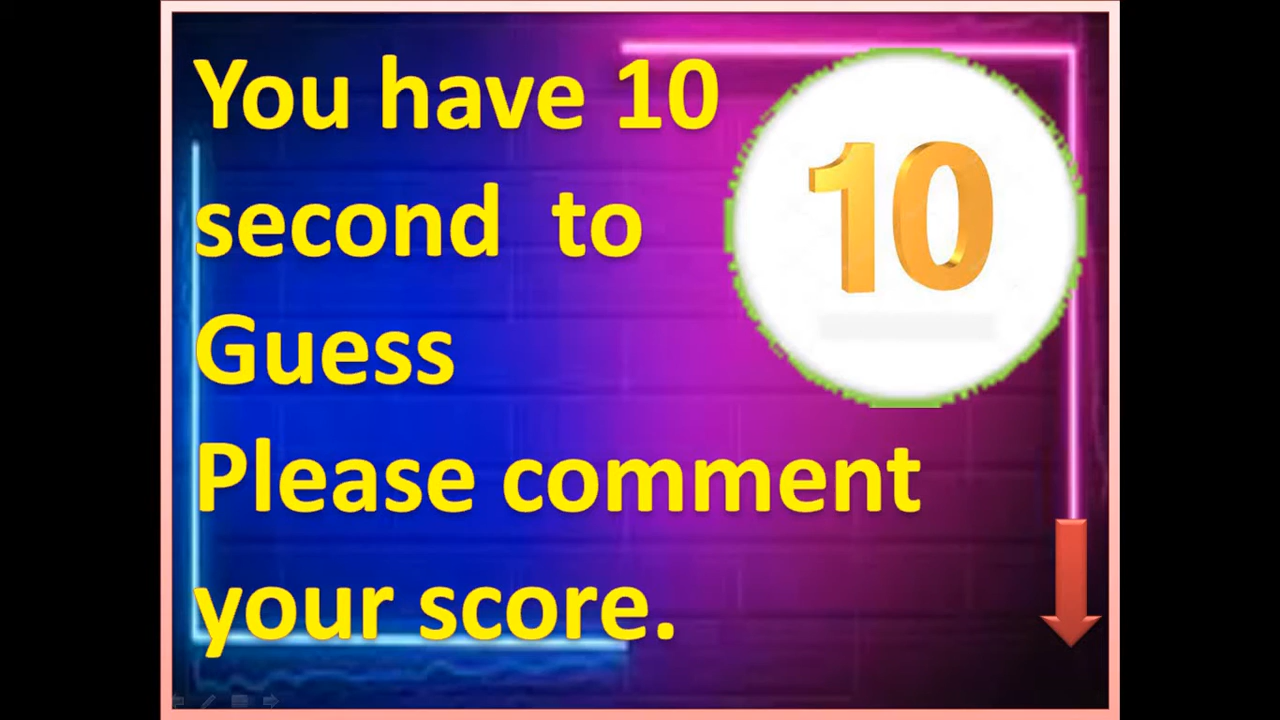 You have 10
second  to
Guess
Please comment
your score.
10